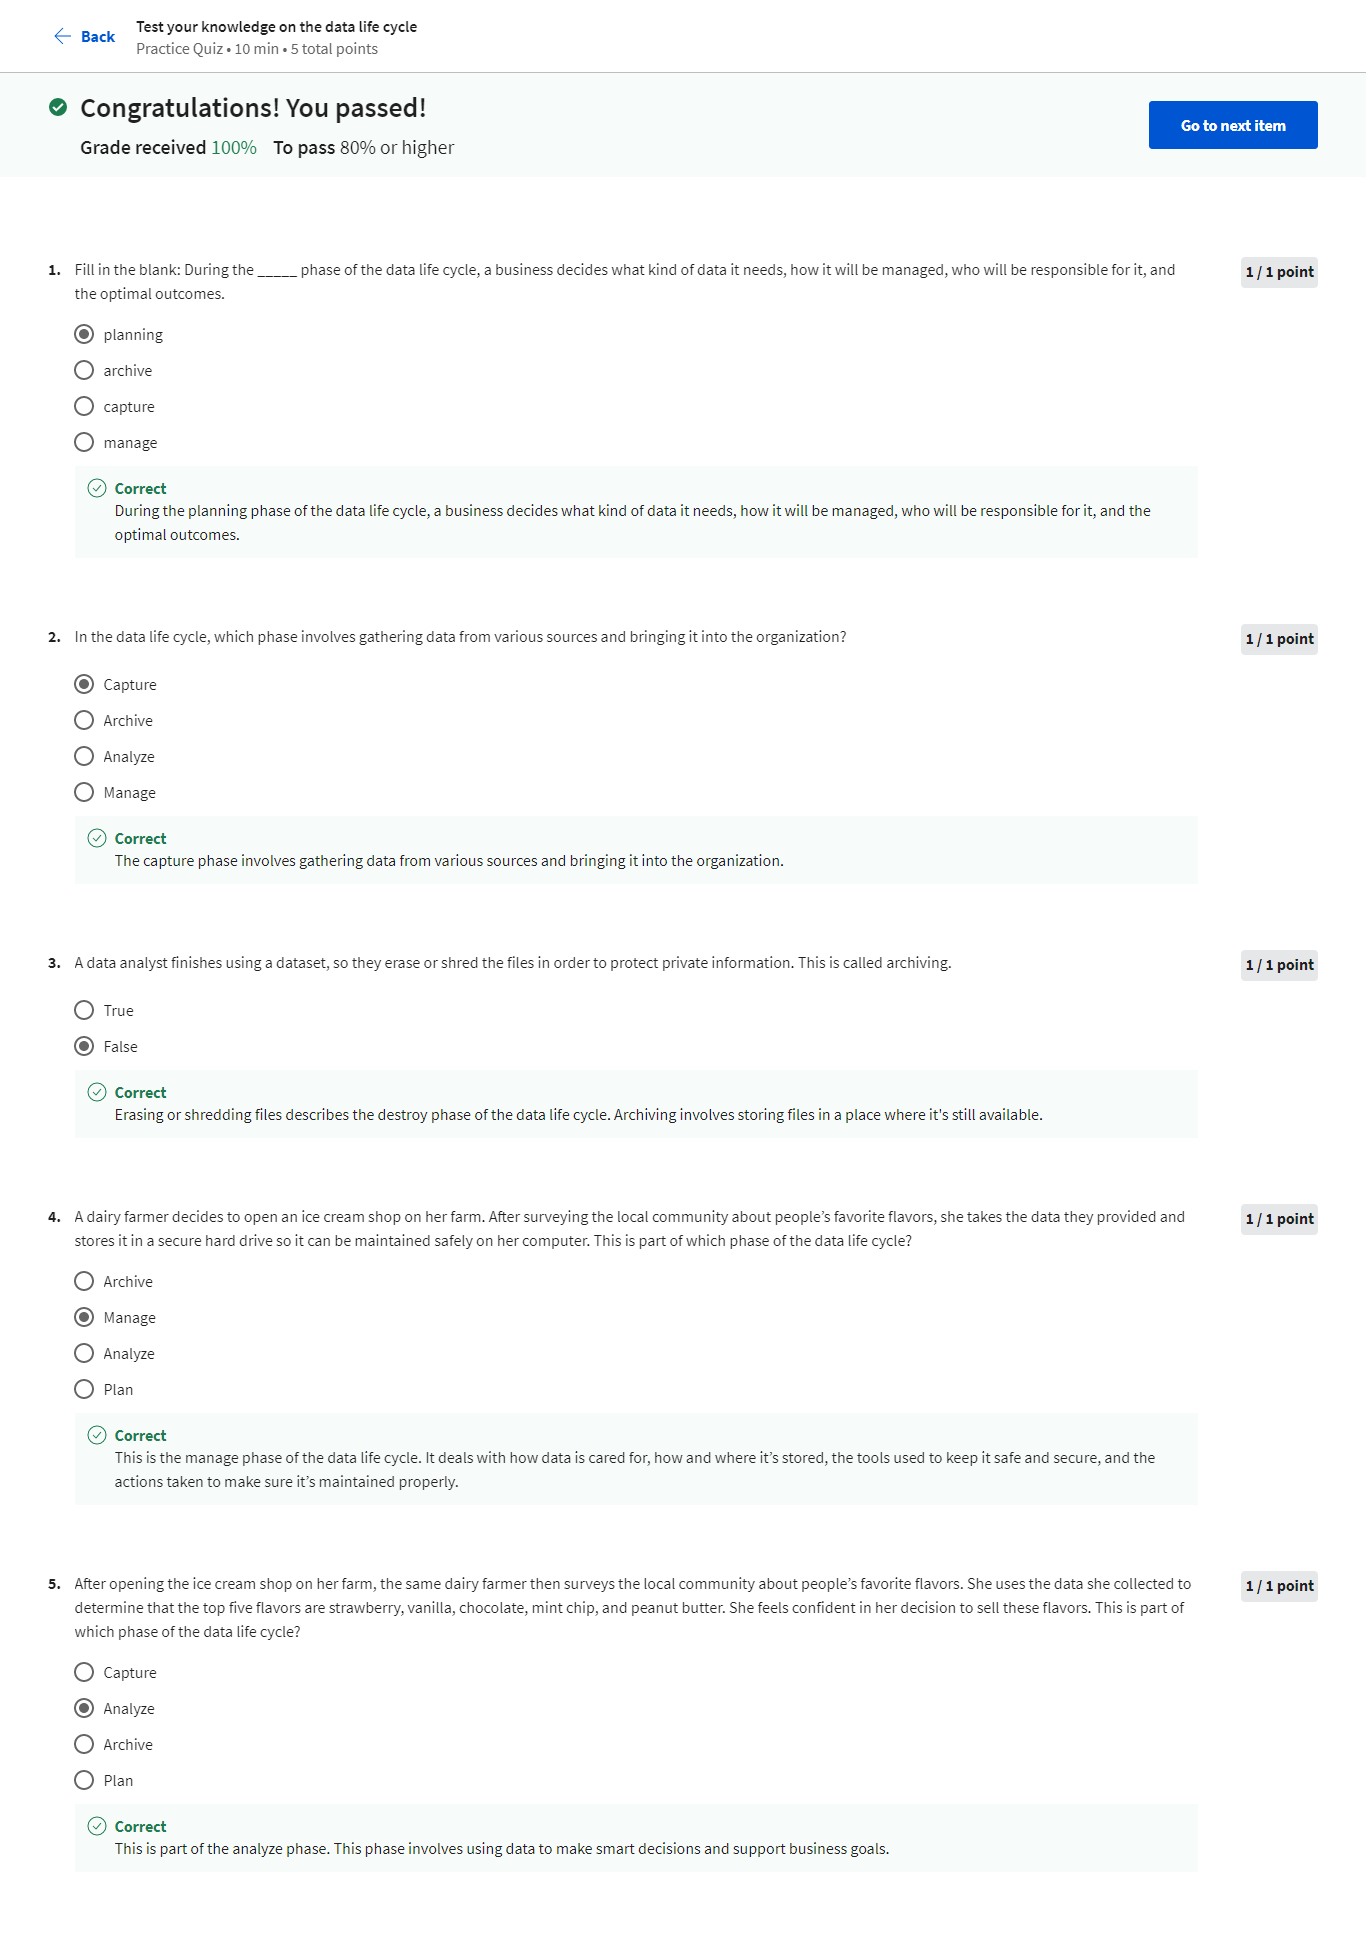 Back
Test your knowledge on the data life cycle
Practice Quiz • 10 min • 5 total points
Congratulations! You passed!
Grade received 100% To pass 80% or higher
Go to next item
1. Fill in the blank: During the _____ phase of the data life cycle, a business decides what kind of data it needs, how it will be managed, who will be responsible for it, and
the optimal outcomes.
1 / 1 point
planning
archive
capture
manage
Correct
During the planning phase of the data life cycle, a business decides what kind of data it needs, how it will be managed, who will be responsible for it, and the
optimal outcomes.
2. In the data life cycle, which phase involves gathering data from various sources and bringing it into the organization?
1 / 1 point
Capture
Archive
Analyze
Manage
Correct
The capture phase involves gathering data from various sources and bringing it into the organization.
3. A data analyst finishes using a dataset, so they erase or shred the files in order to protect private information. This is called archiving.
1 / 1 point
True
False
Correct
Erasing or shredding files describes the destroy phase of the data life cycle. Archiving involves storing files in a place where it's still available.
4. A dairy farmer decides to open an ice cream shop on her farm. After surveying the local community about people’s favorite flavors, she takes the data they provided and
stores it in a secure hard drive so it can be maintained safely on her computer. This is part of which phase of the data life cycle?
1 / 1 point
Archive
Manage
Analyze
Plan
Correct
This is the manage phase of the data life cycle. It deals with how data is cared for, how and where it’s stored, the tools used to keep it safe and secure, and the
actions taken to make sure it’s maintained properly.
5. After opening the ice cream shop on her farm, the same dairy farmer then surveys the local community about people’s favorite flavors. She uses the data she collected to
determine that the top five flavors are strawberry, vanilla, chocolate, mint chip, and peanut butter. She feels confident in her decision to sell these flavors. This is part of
which phase of the data life cycle?
1 / 1 point
Capture
Analyze
Archive
Plan
Correct
This is part of the analyze phase. This phase involves using data to make smart decisions and support business goals.